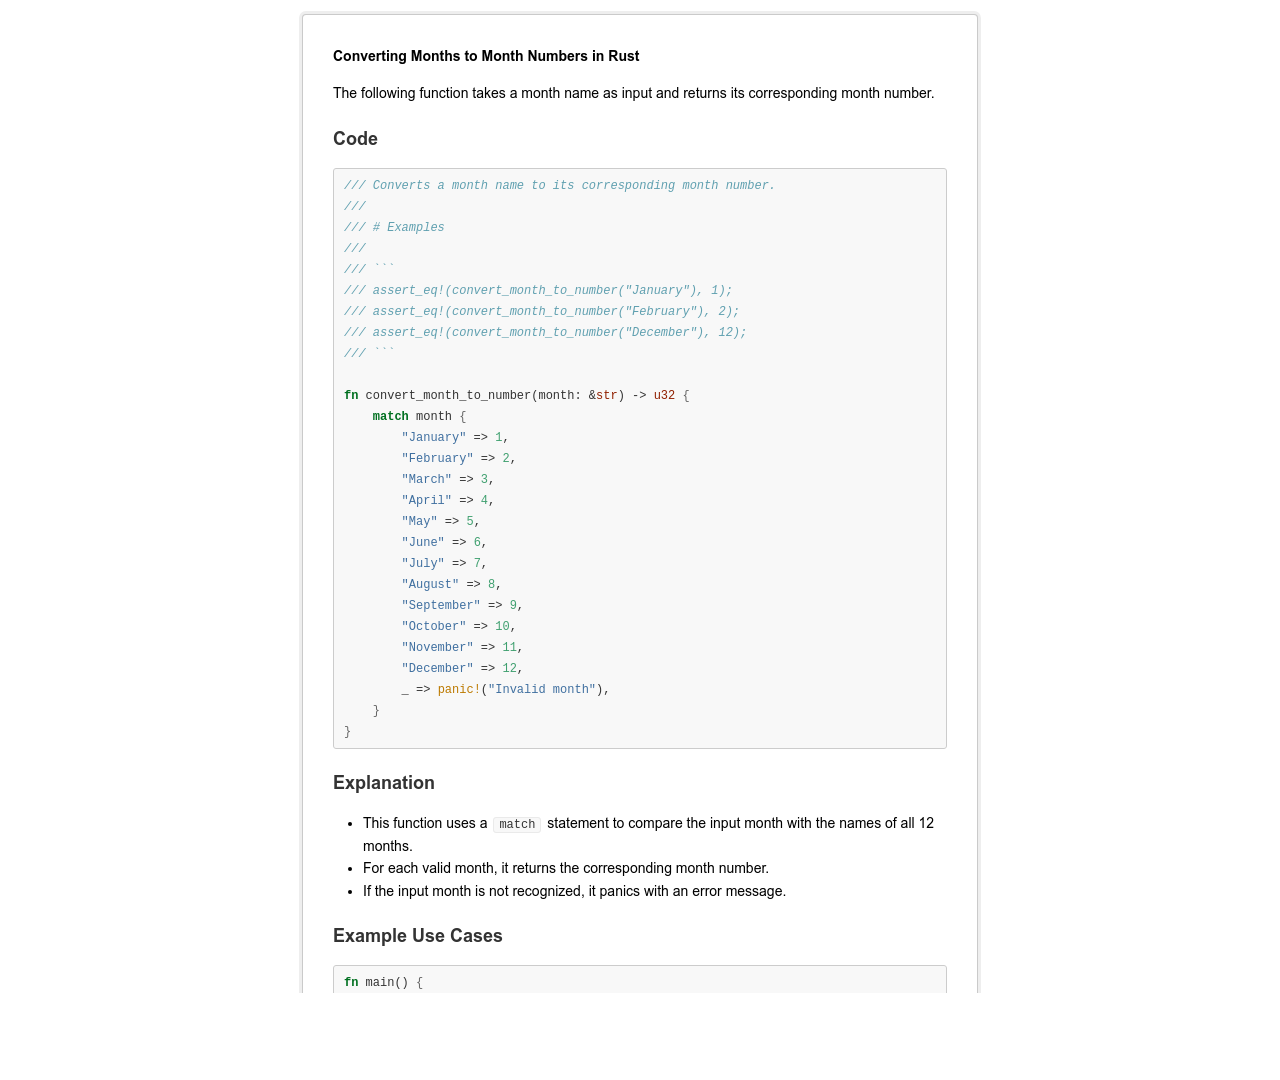 Converting Months to Month Numbers in Rust
The following function takes a month name as input and returns its corresponding month number.
Code
/// Converts a month name to its corresponding month number.
///
/// # Examples
///
/// ```
/// assert_eq!(convert_month_to_number("January"), 1);
/// assert_eq!(convert_month_to_number("February"), 2);
/// assert_eq!(convert_month_to_number("December"), 12);
/// ```
fn convert_month_to_number(month: &str) -> u32 {
    match month {
        "January" => 1,
        "February" => 2,
        "March" => 3,
        "April" => 4,
        "May" => 5,
        "June" => 6,
        "July" => 7,
        "August" => 8,
        "September" => 9,
        "October" => 10,
        "November" => 11,
        "December" => 12,
        _ => panic!("Invalid month"),
    }
}
Explanation
• This function uses a match statement to compare the input month with the names of all 12
months.
• For each valid month, it returns the corresponding month number.
• If the input month is not recognized, it panics with an error message.
Example Use Cases
fn main() {